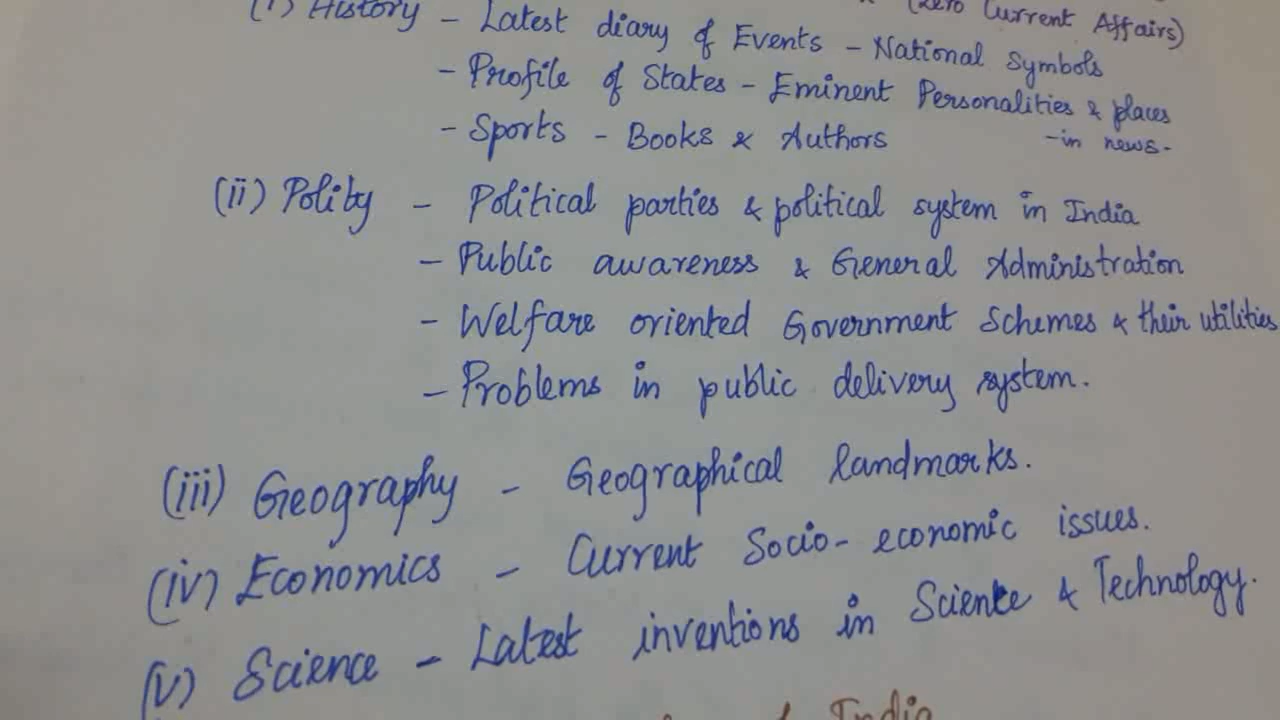 (Zero Current Affairs)
(i) History - Latest diary of Events - National Symbols
- Profile of States - Eminent Personalities & places
- Sports - Books & Authors - in news -
(ii) Polity - Political parties & political system in India
- Public awareness & General Administration
- Welfare oriented Government Schemes & their utilities
- Problems in public delivery system.
(iii) Geography - Geographical landmarks.
(iv) Economics - Current Socio-economic issues.
(v) Science - Latest inventions in Science & Technology.
India